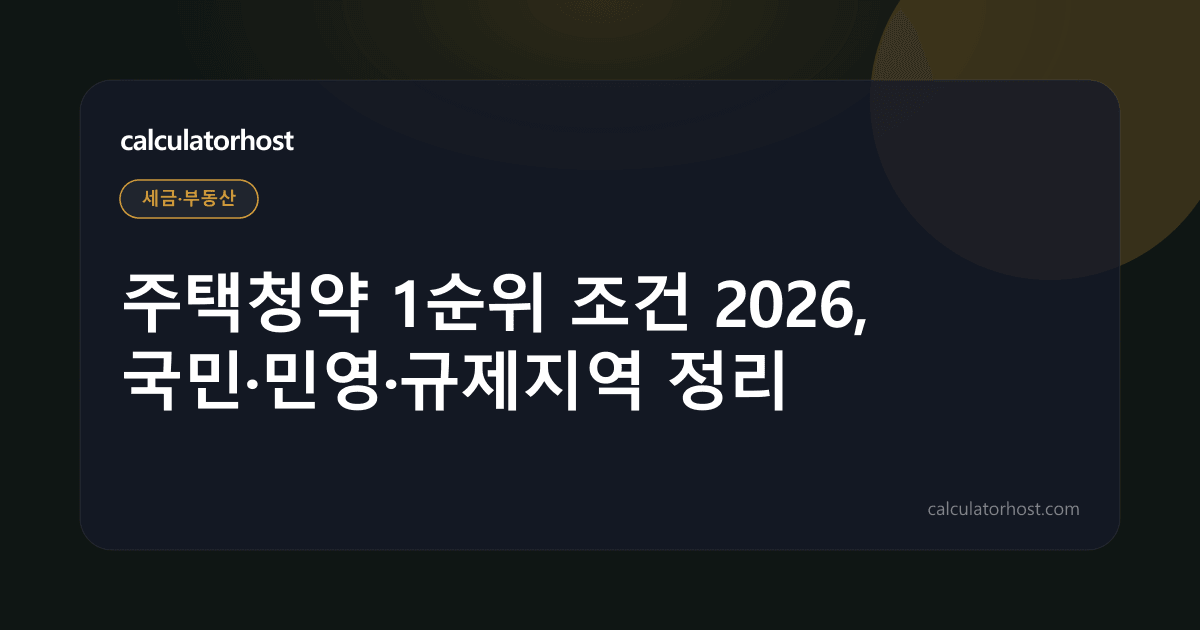 calculatorhost
세금·부동산
주택청약 1순위 조건 2026,
국민·민영·규제지역 정리
calculatorhost.com